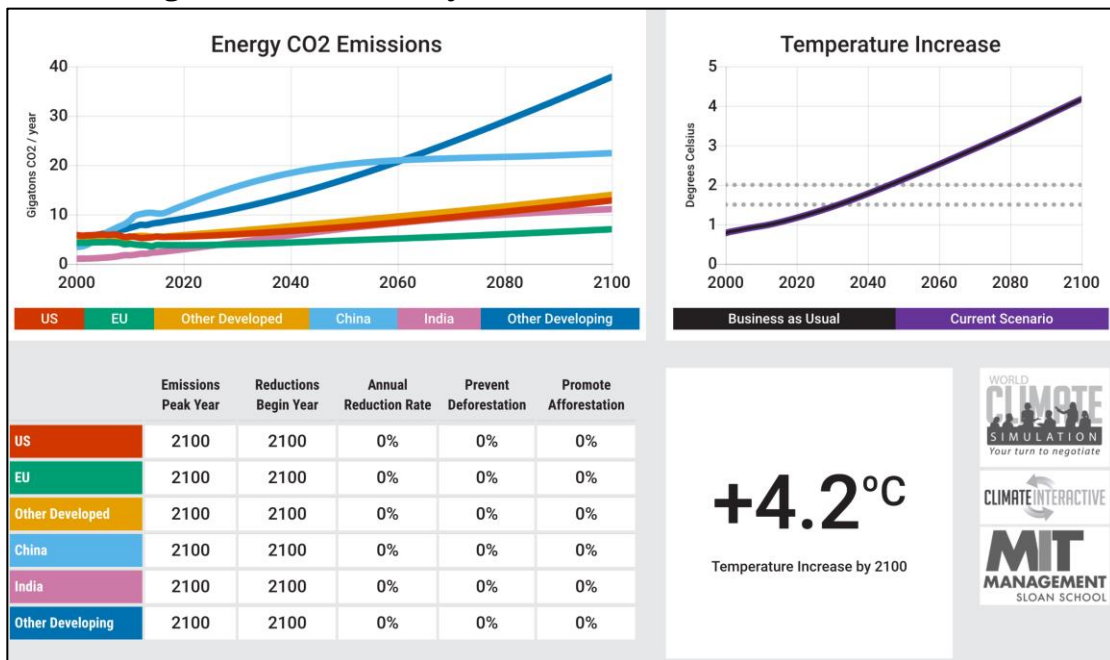 Energy CO2 Emissions
Gigatons CO2 / year
40
30
20
10
0
2000 2020 2040 2060 2080 2100
US EU Other Developed China India Other Developing
Temperature Increase
Degrees Celsius
5
4
3
2
1
0
2000 2020 2040 2060 2080 2100
Business as Usual Current Scenario
Emissions Reductions Annual Prevent Promote
Peak Year Begin Year Reduction Rate Deforestation Afforestation
US 2100 2100 0% 0% 0%
EU 2100 2100 0% 0% 0%
Other Developed 2100 2100 0% 0% 0%
China 2100 2100 0% 0% 0%
India 2100 2100 0% 0% 0%
Other Developing 2100 2100 0% 0% 0%
+4.2°C
Temperature Increase by 2100
WORLD
CLIMATE
SIMULATION
Your turn to negotiate
CLIMATE INTERACTIVE
MIT
MANAGEMENT
SLOAN SCHOOL